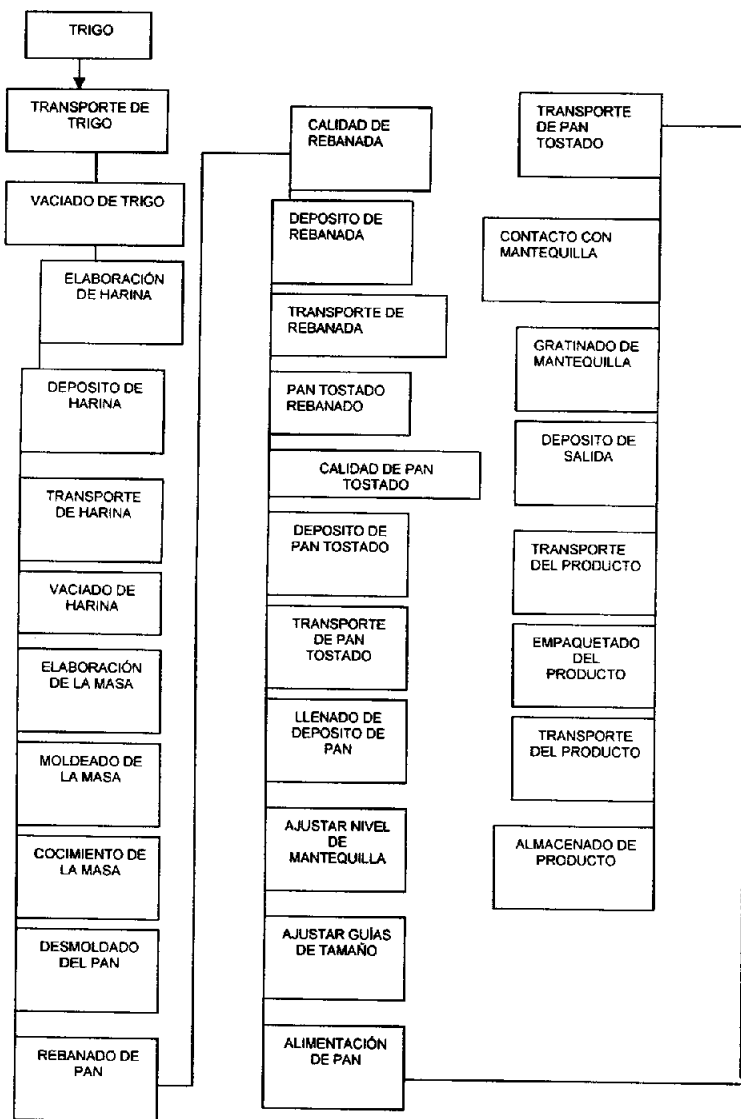 TRIGO
TRANSPORTE DE
TRIGO
VACIADO DE TRIGO
ELABORACIÓN
DE HARINA
DEPOSITO DE
HARINA
TRANSPORTE
DE HARINA
VACIADO DE
HARINA
ELABORACIÓN
DE LA MASA
MOLDEADO DE
LA MASA
COCIMIENTO DE
LA MASA
DESMOLDADO
DEL PAN
REBANADO DE
PAN
CALIDAD DE
REBANADA
DEPOSITO DE
REBANADA
TRANSPORTE DE
REBANADA
PAN TOSTADO
REBANADO
CALIDAD DE PAN
TOSTADO
DEPOSITO DE
PAN TOSTADO
TRANSPORTE
DE PAN
TOSTADO
LLENADO DE
DEPOSITO DE
PAN
AJUSTAR NIVEL
DE
MANTEQUILLA
AJUSTAR GUÍAS
DE TAMAÑO
ALIMENTACIÓN
DE PAN
TRANSPORTE
DE PAN
TOSTADO
CONTACTO CON
MANTEQUILLA
GRATINADO DE
MANTEQUILLA
DEPOSITO DE
SALIDA
TRANSPORTE
DEL PRODUCTO
EMPAQUETADO
DEL
PRODUCTO
TRANSPORTE
DEL PRODUCTO
ALMACENADO DE
PRODUCTO